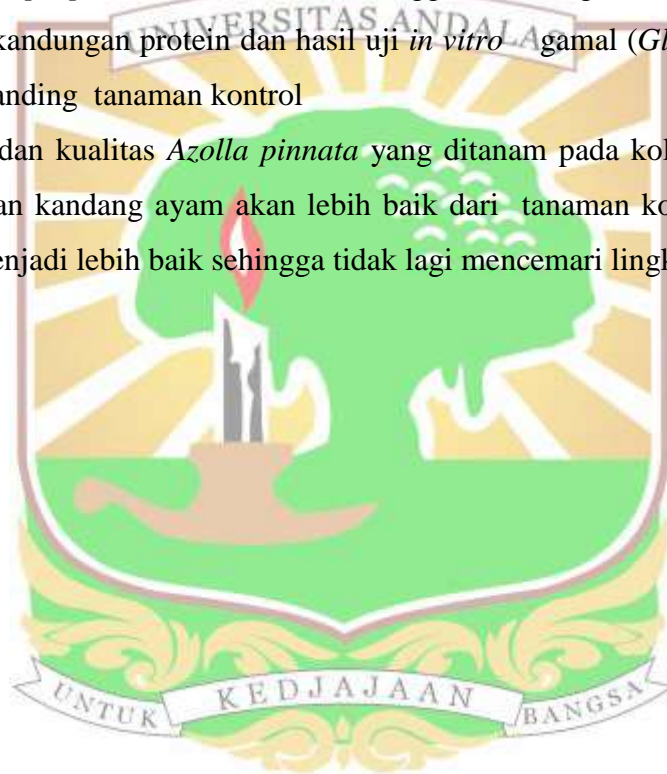 UNIVERSITAS ANDALA
kandungan protein dan hasil uji in vitro gamal (Gl
anding tanaman kontrol
dan kualitas Azolla pinnata yang ditanam pada kol
an kandang ayam akan lebih baik dari tanaman ko
enjadi lebih baik sehingga tidak lagi mencemari lingk
UNTUK KEDJAJAAN BANGSA